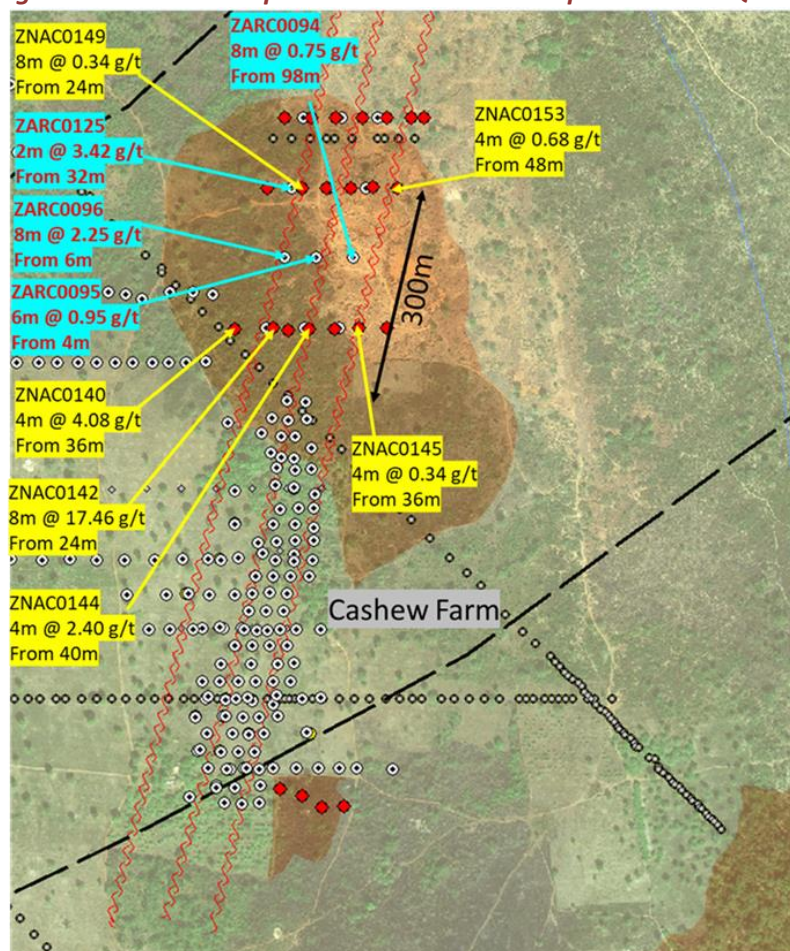 ZNAC0149
8m @ 0.34 g/t
From 24m
ZARC0094
8m @ 0.75 g/t
From 98m
ZARC0125
2m @ 3.42 g/t
From 32m
ZNAC0153
4m @ 0.68 g/t
From 48m
ZARC0096
8m @ 2.25 g/t
From 6m
ZARC0095
6m @ 0.95 g/t
From 4m
300m
ZNAC0140
4m @ 4.08 g/t
From 36m
ZNAC0145
4m @ 0.34 g/t
From 36m
ZNAC0142
8m @ 17.46 g/t
From 24m
ZNAC0144
4m @ 2.40 g/t
From 40m
Cashew Farm